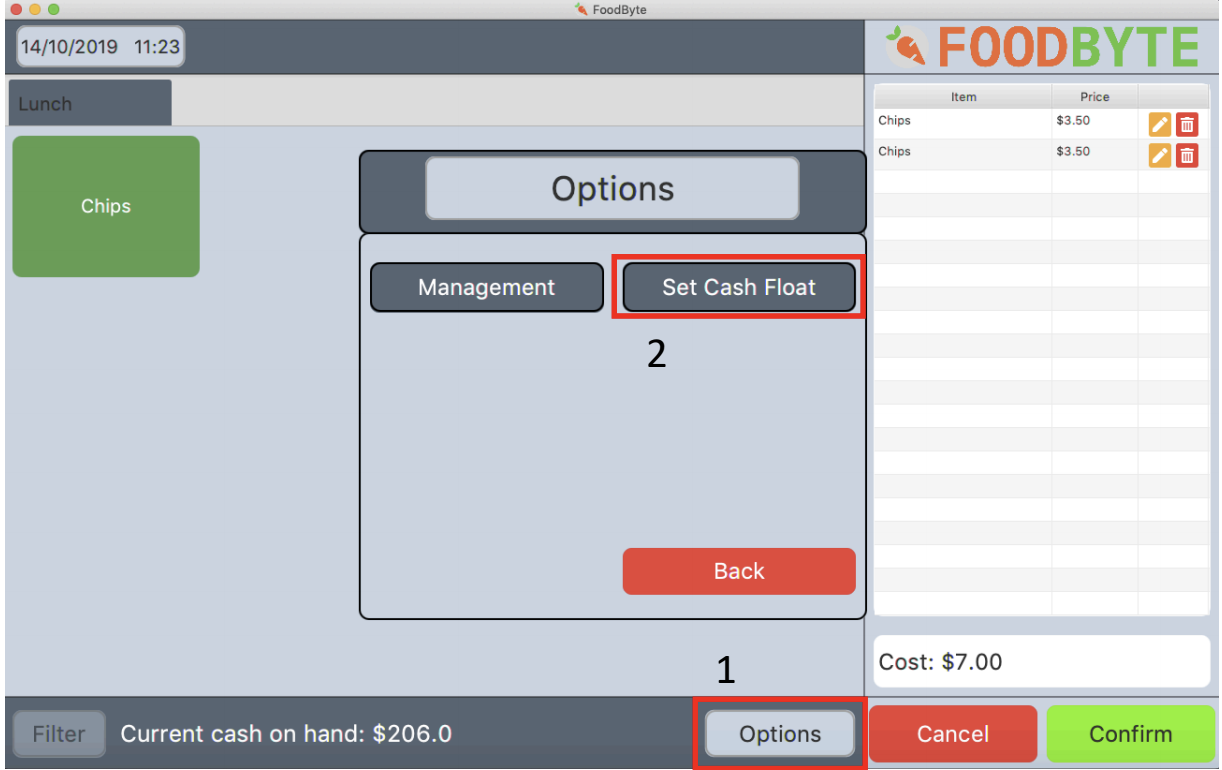 FoodByte
14/10/2019 11:23
FOODBYTE
Lunch
Chips
Options
Management
Set Cash Float
2
Back
1
Item Price
Chips $3.50
Chips $3.50
Cost: $7.00
Filter
Current cash on hand: $206.0
Options
Cancel
Confirm